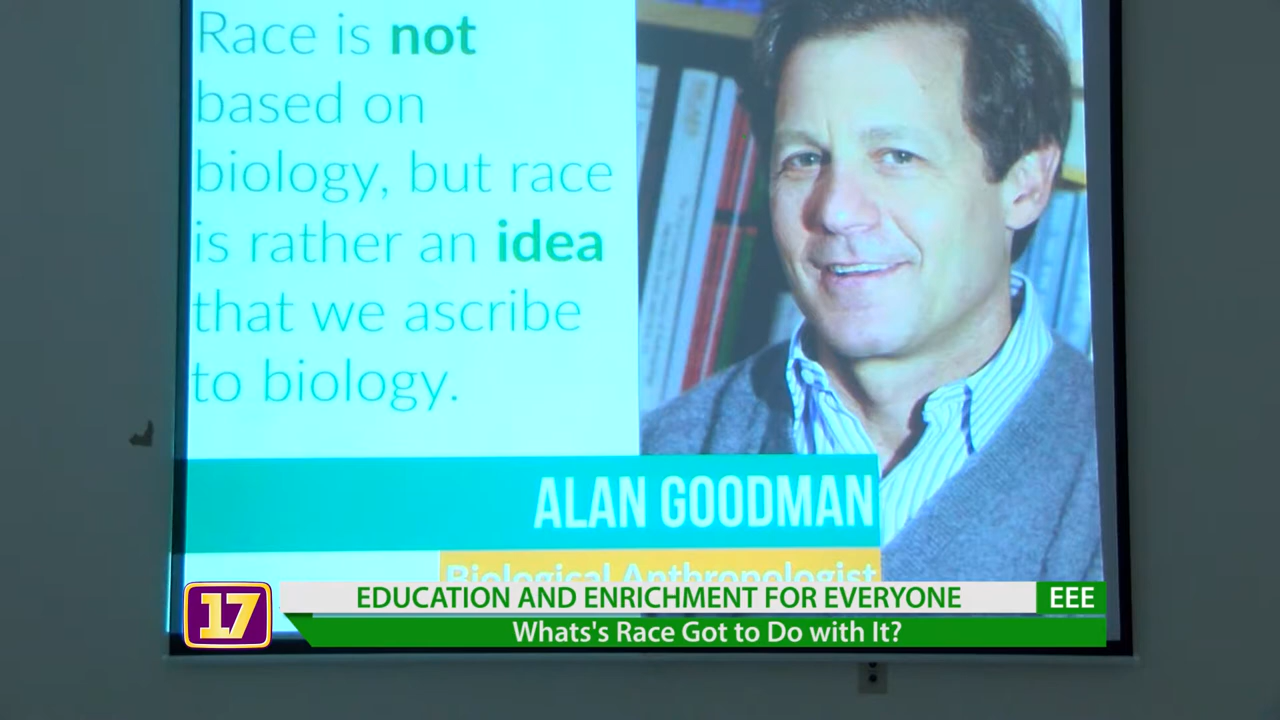 Race is not
based on
biology, but race
is rather an idea
that we ascribe
to biology.
ALAN GOODMAN
Biological Anthropologist
17
EDUCATION AND ENRICHMENT FOR EVERYONE
EEE
Whats's Race Got to Do with It?